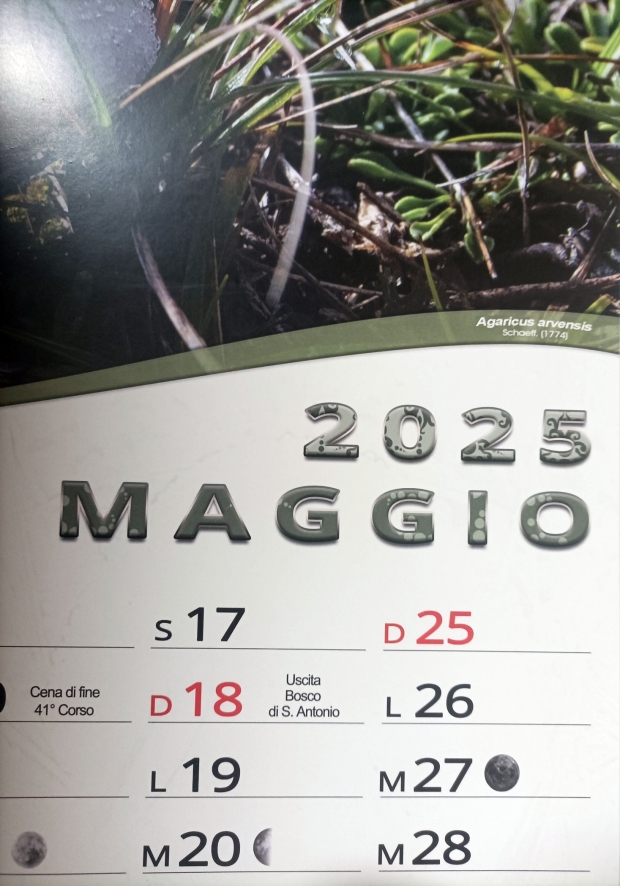 Agaricus arvensis
Schaeff. (1774)
2025
MAGGIO
S 17
D 25
Cena di fine
41° Corso
D 18
Uscita
Bosco
di S. Antonio
L 26
L 19
M 27
M 20
M 28